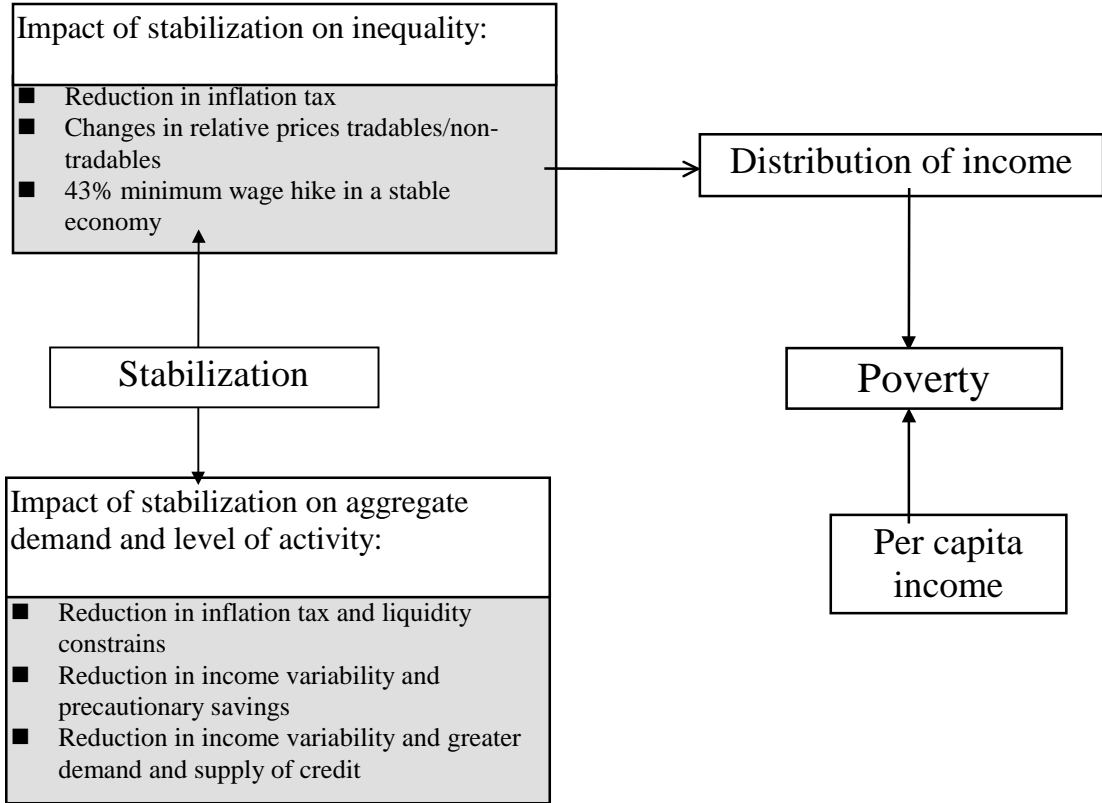 Impact of stabilization on inequality:
■ Reduction in inflation tax
■ Changes in relative prices tradables/non-
tradables
■ 43% minimum wage hike in a stable
economy
Distribution of income
Stabilization
Poverty
Impact of stabilization on aggregate
demand and level of activity:
■ Reduction in inflation tax and liquidity
constrains
■ Reduction in income variability and
precautionary savings
■ Reduction in income variability and greater
demand and supply of credit
Per capita
income